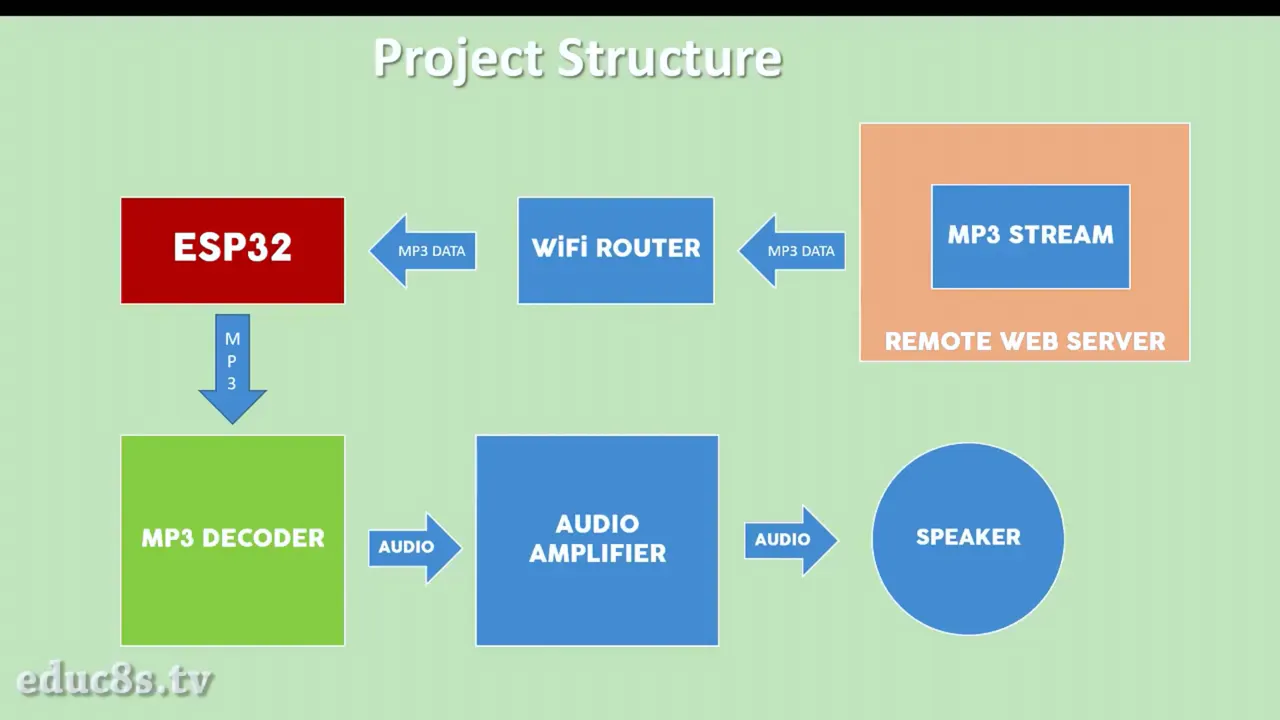 Project Structure
ESP32
MP3 DATA
WiFi ROUTER
MP3 DATA
MP3 STREAM
REMOTE WEB SERVER
M
P
3
MP3 DECODER
AUDIO
AUDIO
AMPLIFIER
AUDIO
SPEAKER
educ8s.tv